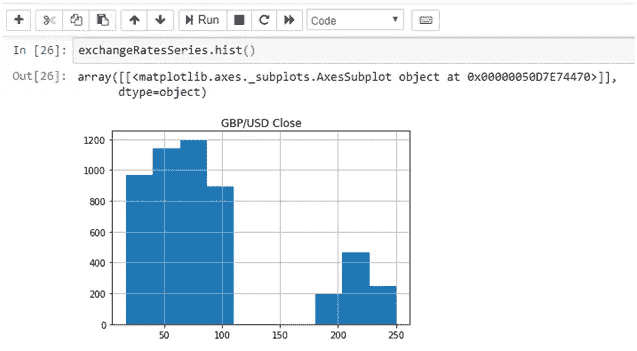 Run Code
In [26]: exchangeRatesSeries.hist()
Out[26]: array([[<matplotlib.axes._subplots.AxesSubplot object at 0x00000050D7E74470>]],
dtype=object)
GBP/USD Close
1200
1000
800
600
400
200
0
50 100 150 200 250